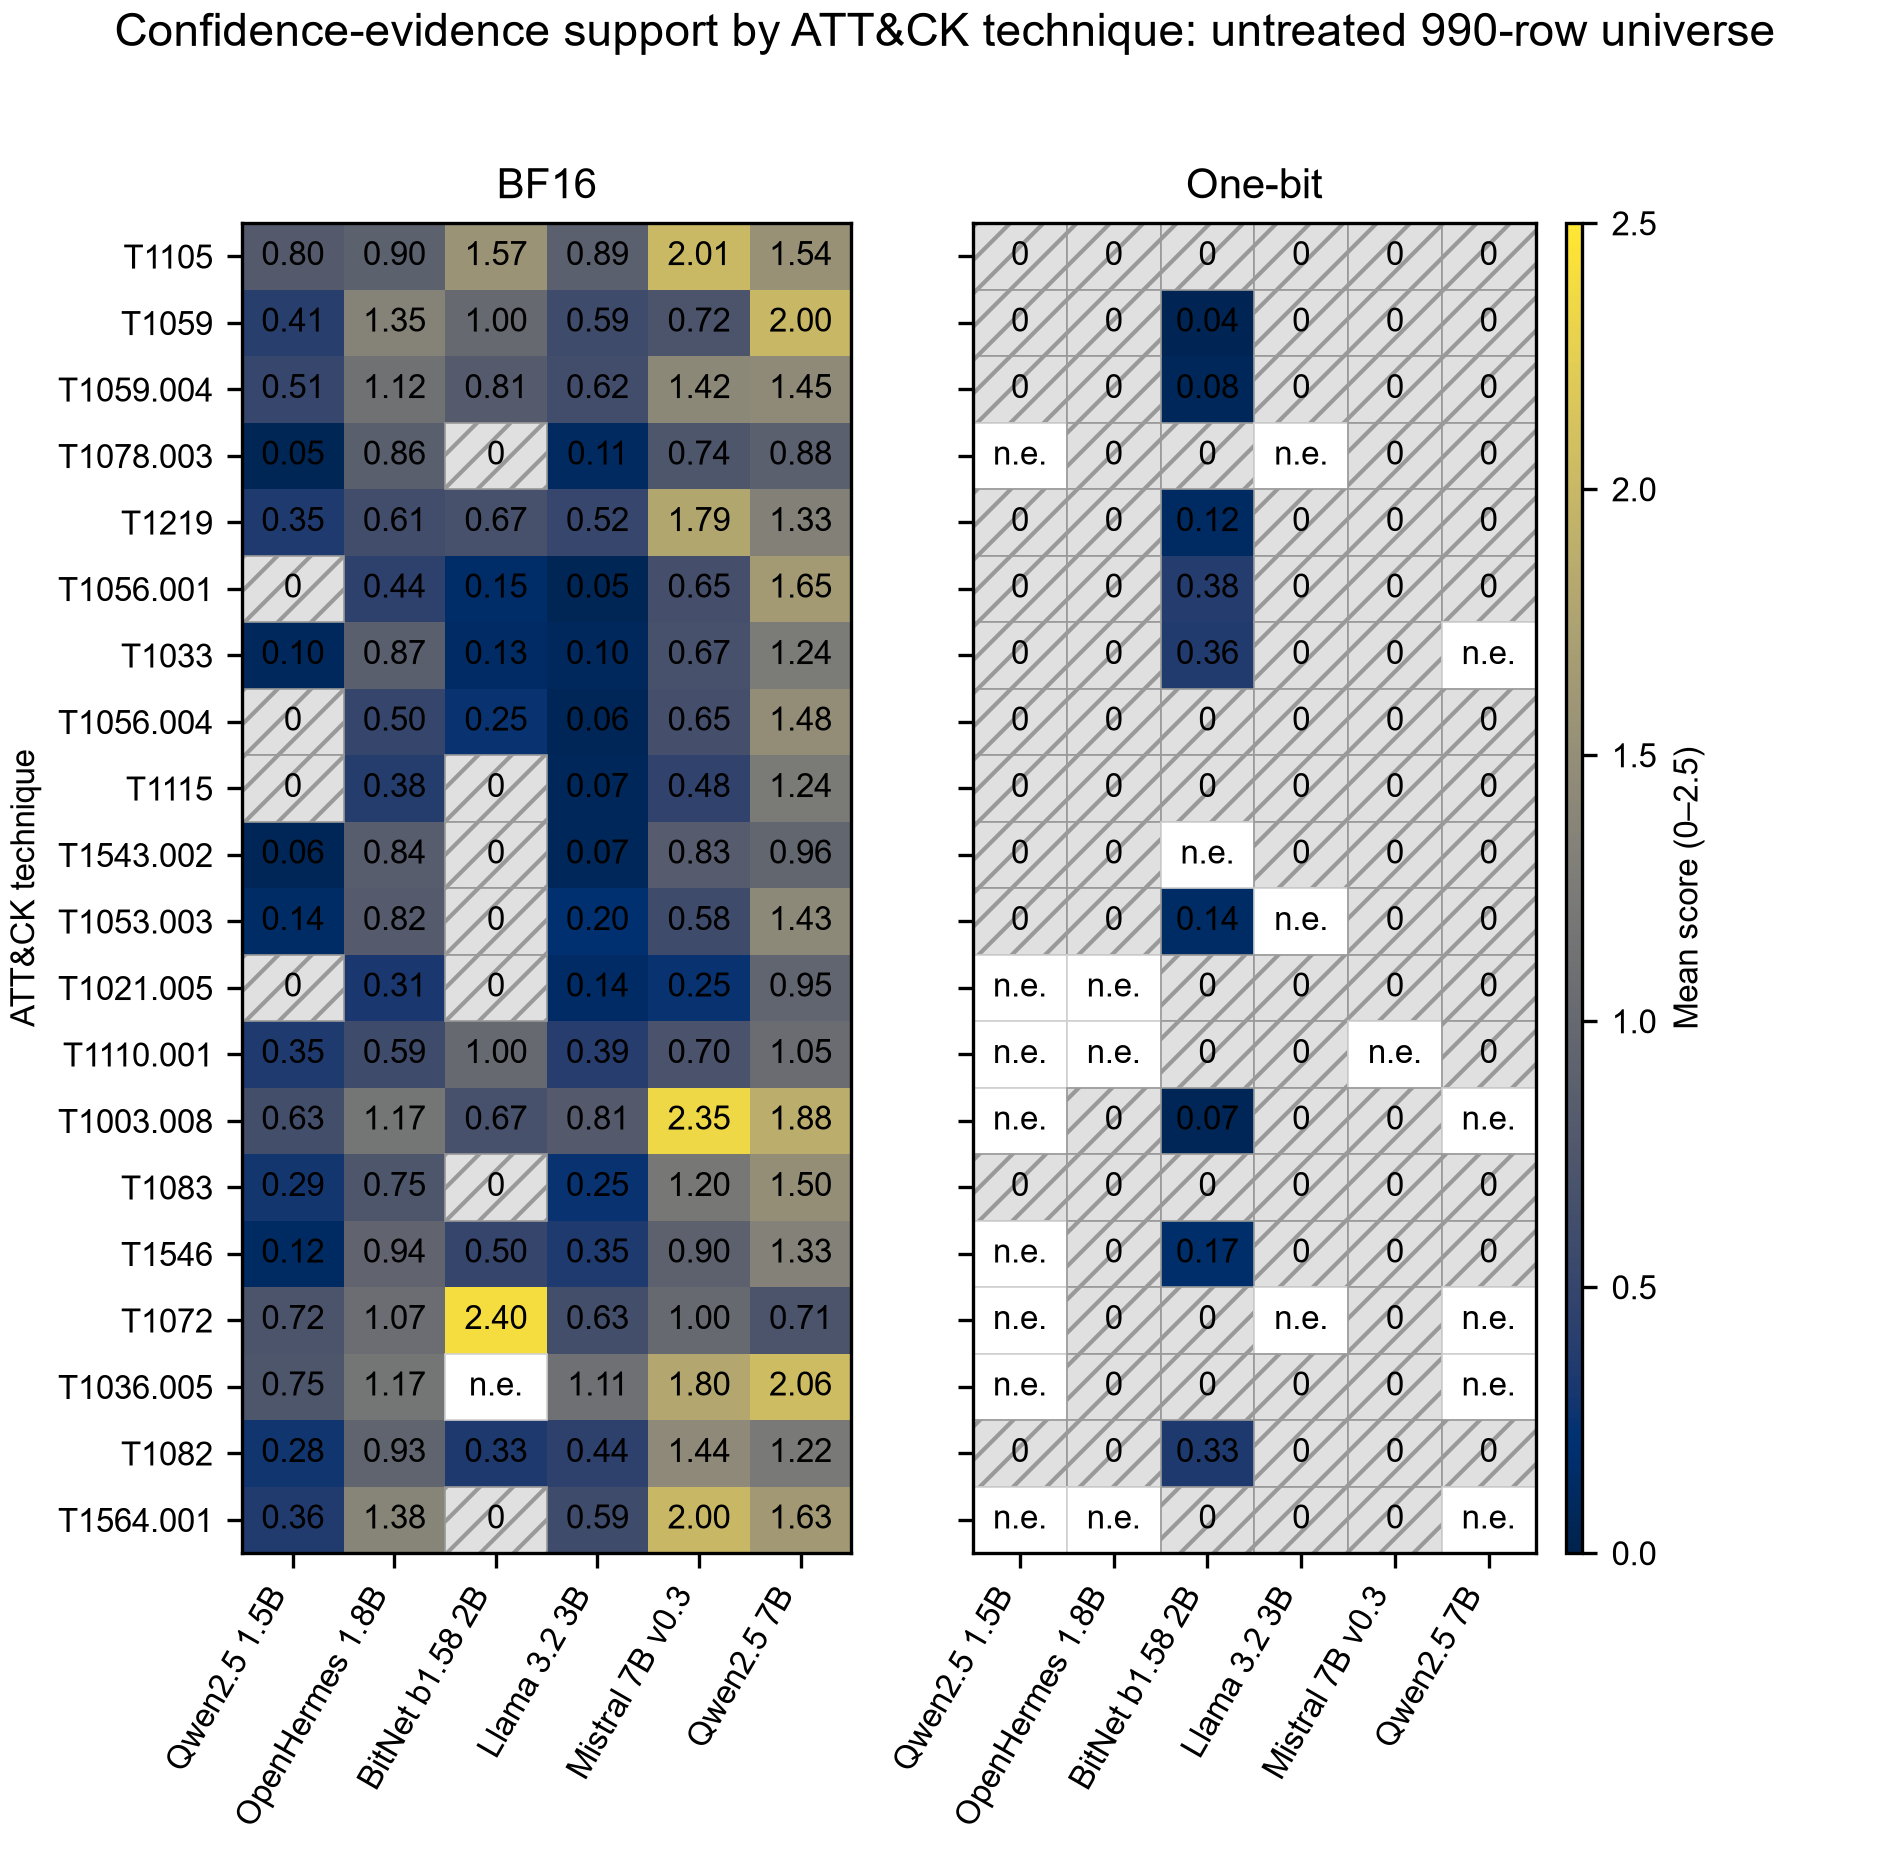 Confidence-evidence support by ATT&CK technique: untreated 990-row universe
BF16
One-bit
ATT&CK technique
T1105 0.80 0.90 1.57 0.89 2.01 1.54 0 0 0 0 0 0
T1059 0.41 1.35 1.00 0.59 0.72 2.00 0 0 0.04 0 0 0
T1059.004 0.51 1.12 0.81 0.62 1.42 1.45 0 0 0.08 0 0 0
T1078.003 0.05 0.86 0 0.11 0.74 0.88 n.e. 0 0 n.e. 0 0
T1219 0.35 0.61 0.67 0.52 1.79 1.33 0 0 0.12 0 0 0
T1056.001 0 0.44 0.15 0.05 0.65 1.65 0 0 0.38 0 0 0
T1033 0.10 0.87 0.13 0.10 0.67 1.24 0 0 0.36 0 0 n.e.
T1056.004 0 0.50 0.25 0.06 0.65 1.48 0 0 0 0 0 0
T1115 0 0.38 0 0.07 0.48 1.24 0 0 0 0 0 0
T1543.002 0.06 0.84 0 0.07 0.83 0.96 0 0 n.e. 0 0 0
T1053.003 0.14 0.82 0 0.20 0.58 1.43 0 0 0.14 n.e. 0 0
T1021.005 0 0.31 0 0.14 0.25 0.95 n.e. n.e. 0 0 0 0
T1110.001 0.35 0.59 1.00 0.39 0.70 1.05 n.e. n.e. 0 0 n.e. 0
T1003.008 0.63 1.17 0.67 0.81 2.35 1.88 n.e. 0 0.07 0 0 n.e.
T1083 0.29 0.75 0 0.25 1.20 1.50 0 0 0 0 0 0
T1546 0.12 0.94 0.50 0.35 0.90 1.33 n.e. 0 0.17 0 0 0
T1072 0.72 1.07 2.40 0.63 1.00 0.71 n.e. 0 0 n.e. 0 n.e.
T1036.005 0.75 1.17 n.e. 1.11 1.80 2.06 n.e. 0 0 0 0 n.e.
T1082 0.28 0.93 0.33 0.44 1.44 1.22 0 0 0.33 0 0 0
T1564.001 0.36 1.38 0 0.59 2.00 1.63 n.e. n.e. 0 0 0 n.e.
Qwen2.5 1.5B
OpenHermes 1.8B
BitNet b1.58 2B
Llama 3.2 3B
Mistral 7B v0.3
Qwen2.5 7B
Qwen2.5 1.5B
OpenHermes 1.8B
BitNet b1.58 2B
Llama 3.2 3B
Mistral 7B v0.3
Qwen2.5 7B
2.5
2.0
1.5
1.0
0.5
0.0
Mean score (0–2.5)